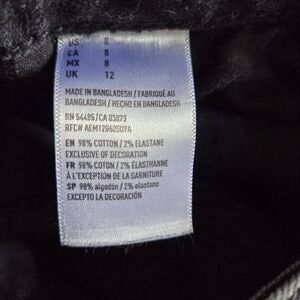 US 8
CA 8
MX 8
UK 12
MADE IN BANGLADESH / FABRIQUÉ AU
BANGLADESH / HECHO EN BANGLADESH
RN 54485/CA 03873
EN 98% COTTON / 2% ELASTANE
EXCLUSIVE OF DECORATION
FR 98% COTON / 2% ÉLASTHANNE
À L'EXCEPTION DE LA GARNITURE
SP 98% algodón / 2% elastano
EXCEPTO LA DECORACIÓN